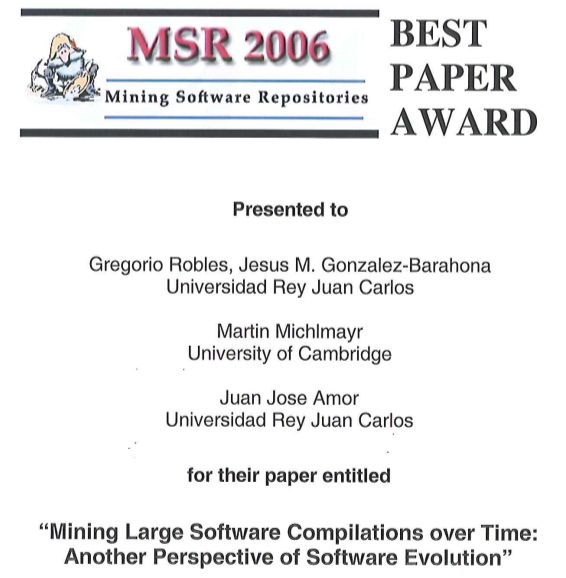 MSR 2006
Mining Software Repositories
BEST
PAPER
AWARD
Presented to
Gregorio Robles, Jesus M. Gonzalez-Barahona
Universidad Rey Juan Carlos
Martin Michlmayr
University of Cambridge
Juan Jose Amor
Universidad Rey Juan Carlos
for their paper entitled
“Mining Large Software Compilations over Time:
Another Perspective of Software Evolution”